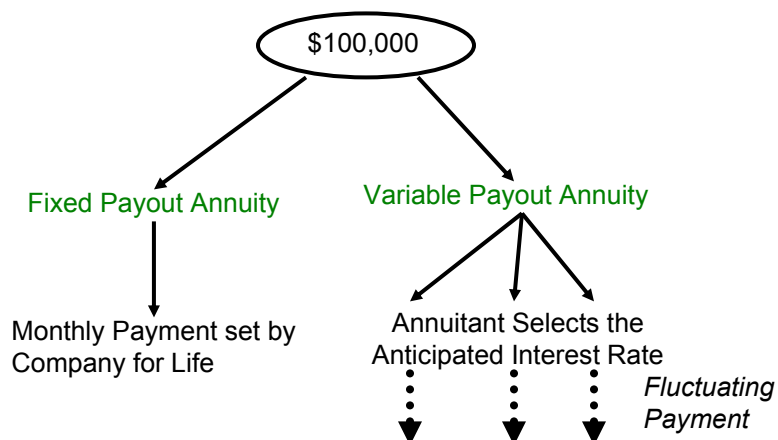 $100,000
Fixed Payout Annuity
Variable Payout Annuity
Monthly Payment set by
Company for Life
Annuitant Selects the
Anticipated Interest Rate
Fluctuating
Payment